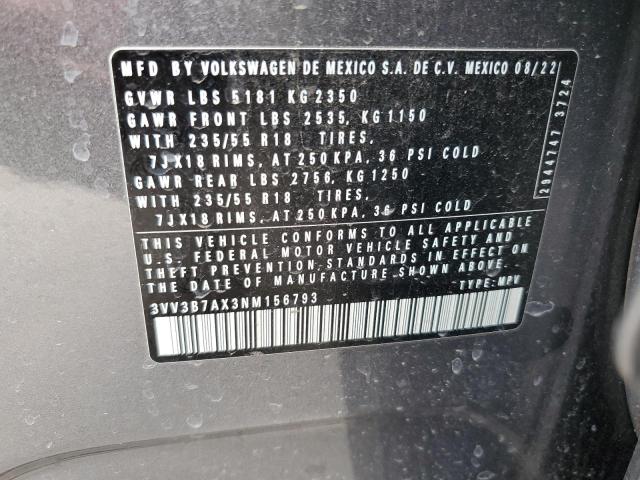 MFD BY VOLKSWAGEN DE MEXICO S.A. DE C.V. MEXICO 08/22
GVWR LBS 5181 KG 2350
GAWR FRONT LBS 2535, KG 1150
WITH 235/55 R18 TIRES,
7JX18 RIMS, AT 250 KPA, 36 PSI COLD
GAWR REAR LBS 2756, KG 1250
WITH 235/55 R18 TIRES,
7JX18 RIMS, AT 250 KPA, 36 PSI COLD
THIS VEHICLE CONFORMS TO ALL APPLICABLE
U.S. FEDERAL MOTOR VEHICLE SAFETY AND
THEFT PREVENTION STANDARDS IN EFFECT ON
THE DATE OF MANUFACTURE SHOWN ABOVE.
TYPE: MPV
3VV3B7AX3NM156793
2944747 3724